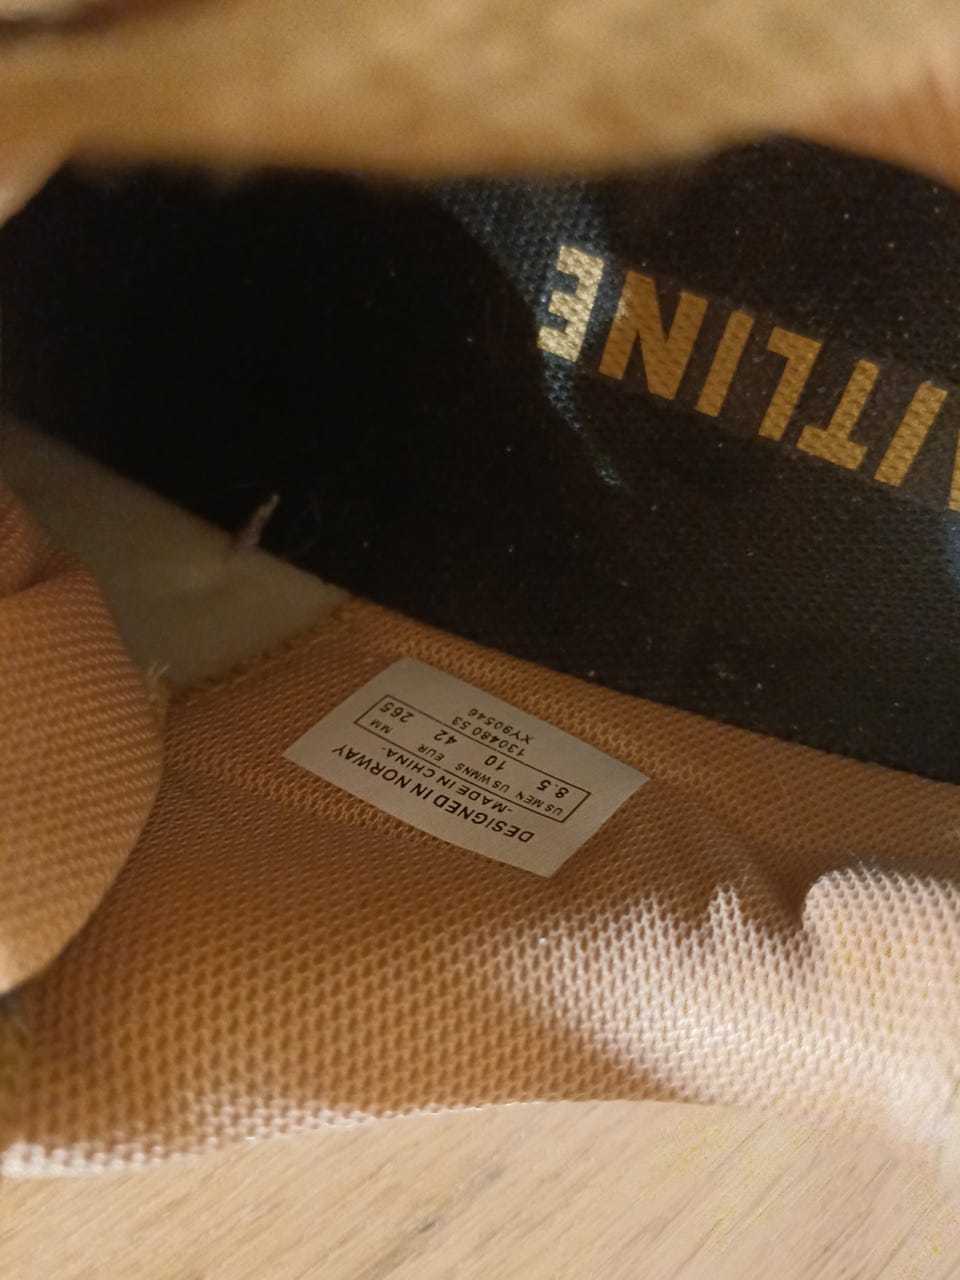 ITLINE
DESIGNED IN NORWAY
-MADE IN CHINA-
US MEN US WMNS EUR MM
8.5 10 42 265
130480 53
XY90546